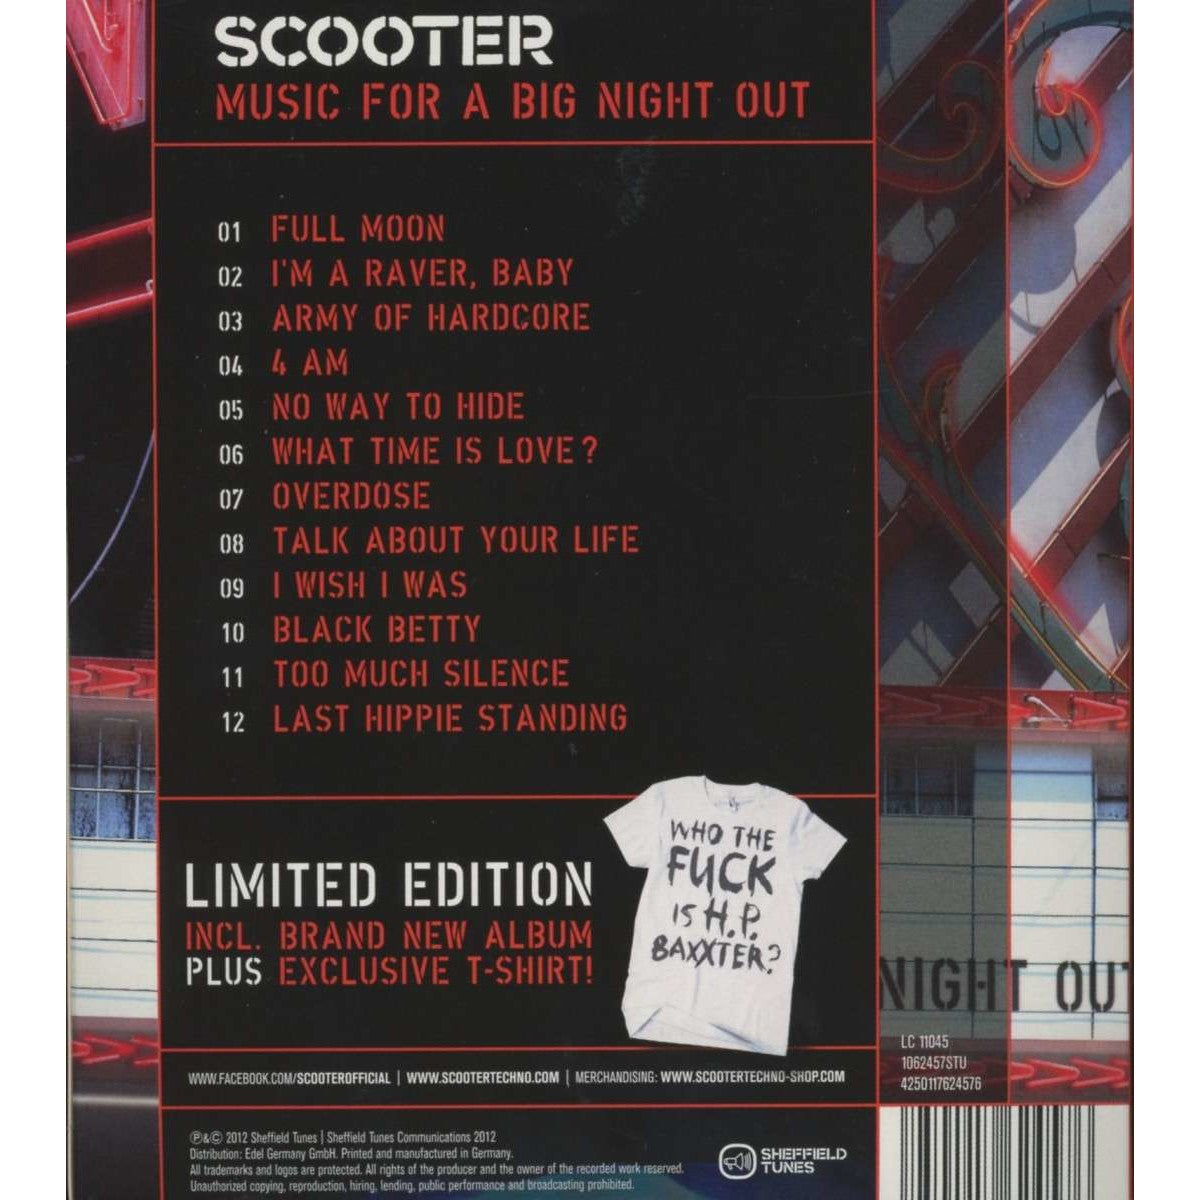 SCOOTER
MUSIC FOR A BIG NIGHT OUT
01 FULL MOON
02 I'M A RAVER, BABY
03 ARMY OF HARDCORE
04 4 AM
05 NO WAY TO HIDE
06 WHAT TIME IS LOVE?
07 OVERDOSE
08 TALK ABOUT YOUR LIFE
09 I WISH I WAS
10 BLACK BETTY
11 TOO MUCH SILENCE
12 LAST HIPPIE STANDING
LIMITED EDITION
INCL. BRAND NEW ALBUM
PLUS EXCLUSIVE T-SHIRT!
WHO THE
FUCK
IS H.P.
BAXXTER?
NIGHT OUT
LC 11045
1062457STU
4250117624576
WWW.FACEBOOK.COM/SCOOTEROFFICIAL | WWW.SCOOTERTECHNO.COM | MERCHANDISING: WWW.SCOOTERTECHNO-SHOP.COM
℗&© 2012 Sheffield Tunes | Sheffield Tunes Communications 2012
Distribution: Edel Germany GmbH. Printed and manufactured in Germany.
All trademarks and logos are protected. All rights of the producer and the owner of the recorded work reserved.
Unauthorized copying, reproduction, hiring, lending, public performance and broadcasting prohibited.
SHEFFIELD
TUNES